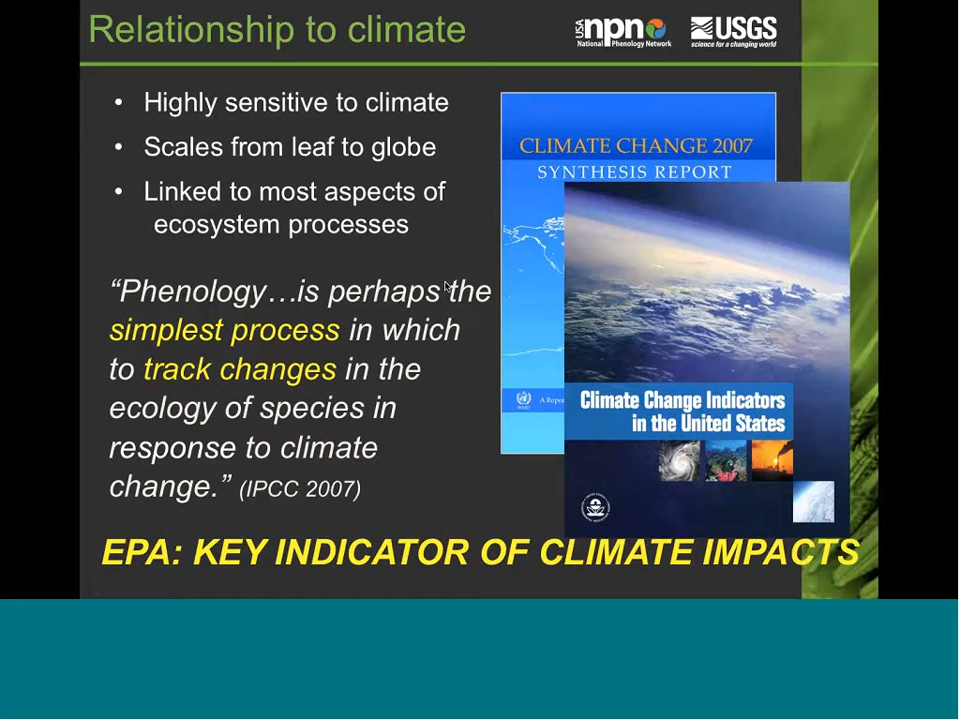 Relationship to climate
USA
npn
National Phenology Network
USGS
science for a changing world
• Highly sensitive to climate
• Scales from leaf to globe
• Linked to most aspects of
ecosystem processes
“Phenology…is perhaps the
simplest process in which
to track changes in the
ecology of species in
response to climate
change.” (IPCC 2007)
CLIMATE CHANGE 2007
SYNTHESIS REPORT
WMO
A Repor
Climate Change Indicators
in the United States
EPA: KEY INDICATOR OF CLIMATE IMPACTS